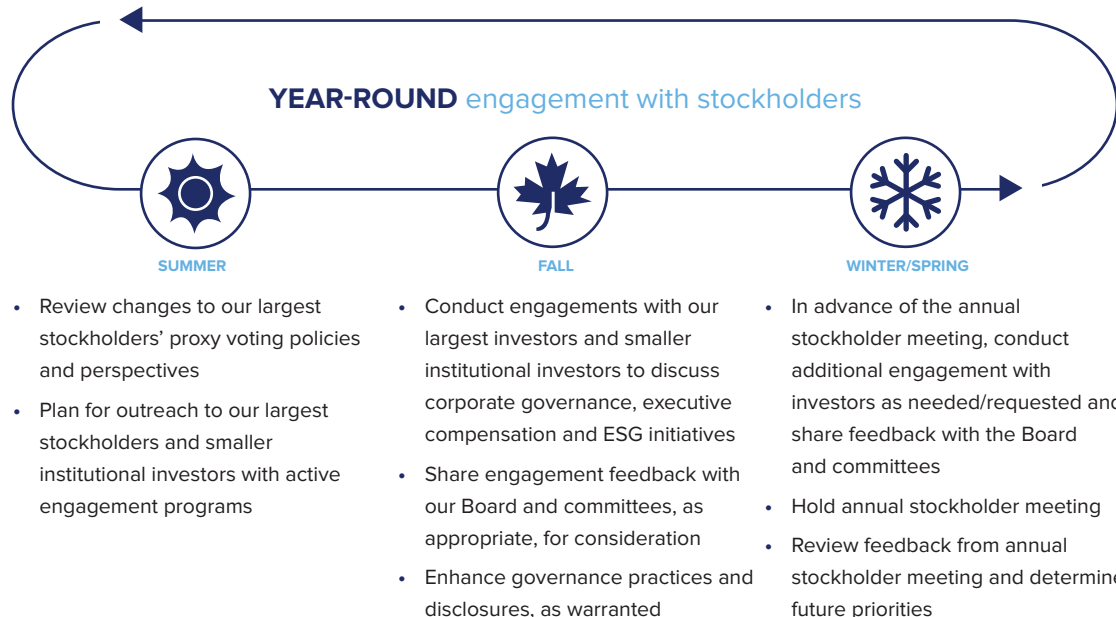 YEAR-ROUND engagement with stockholders
SUMMER
• Review changes to our largest
stockholders’ proxy voting policies
and perspectives
• Plan for outreach to our largest
stockholders and smaller
institutional investors with active
engagement programs
FALL
• Conduct engagements with our
largest investors and smaller
institutional investors to discuss
corporate governance, executive
compensation and ESG initiatives
• Share engagement feedback with
our Board and committees, as
appropriate, for consideration
• Enhance governance practices and
disclosures, as warranted
WINTER/SPRING
• In advance of the annual
stockholder meeting, conduct
additional engagement with
investors as needed/requested and
share feedback with the Board
and committees
• Hold annual stockholder meeting
• Review feedback from annual
stockholder meeting and determine
future priorities